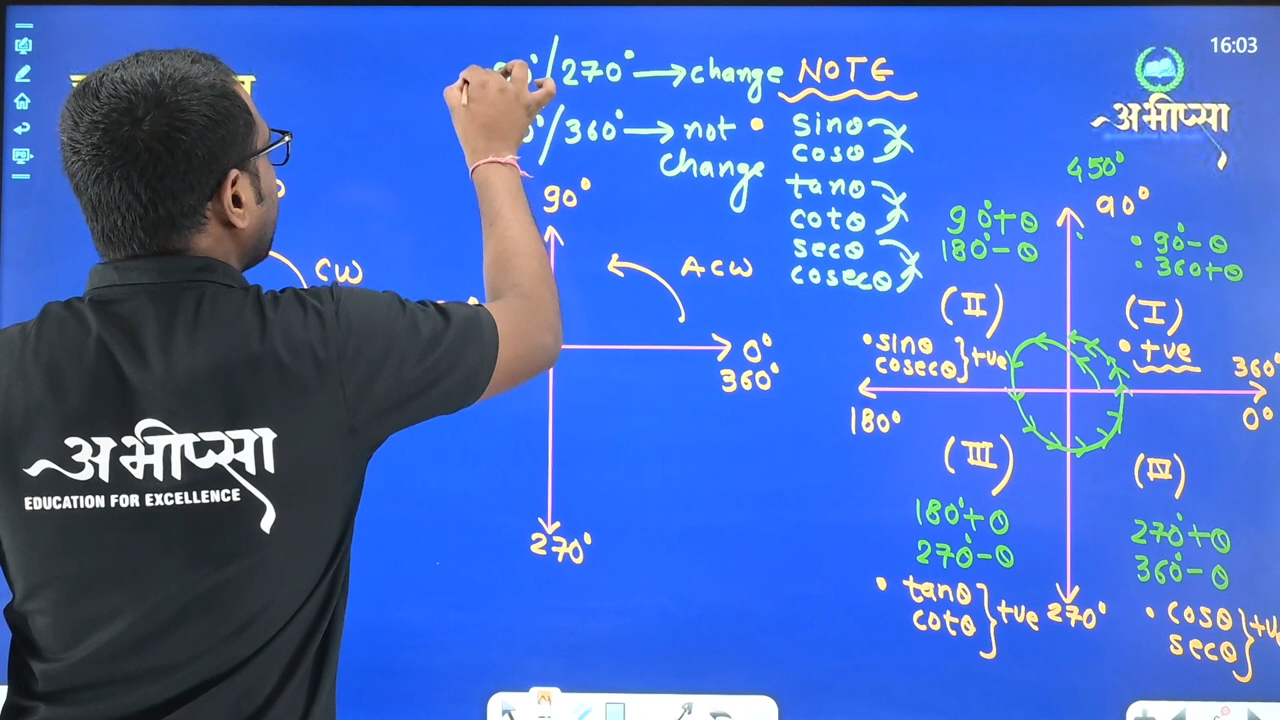 16:03
अभीप्सा
/270° → change
/360° → not
change
NOTE
sinθ
cosθ
tanθ
cotθ
secθ
cosecθ
CW
90°
ACW
0°
360°
270°
450°
90°
90°+θ
180°-θ
• 90°-θ
• 360+θ
(II)
• sinθ
cosecθ }+ve
(I)
• +ve
180°
360°
0°
(III)
180°+θ
270°-θ
• tanθ
cotθ }+ve
270°
(IV)
270°+θ
360°-θ
• cosθ
secθ }+ve
अभीप्सा
EDUCATION FOR EXCELLENCE